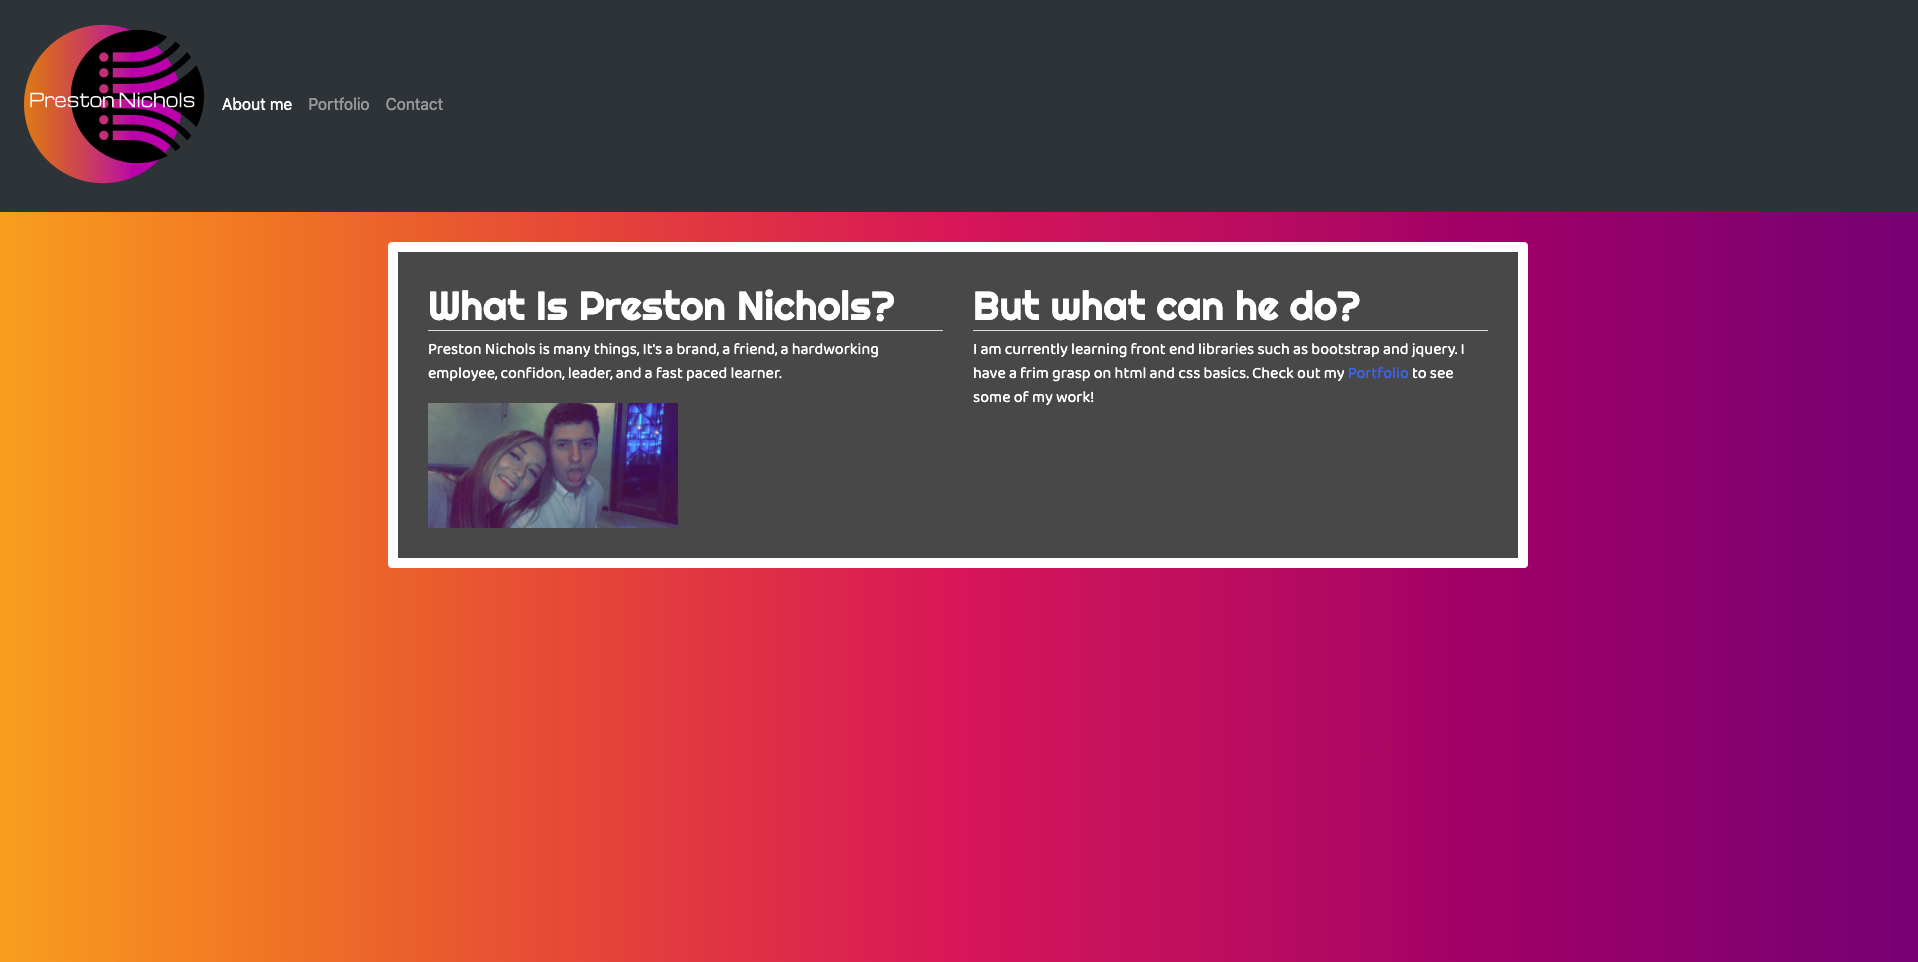 Preston Nichols
About me Portfolio Contact
What Is Preston Nichols?
Preston Nichols is many things, It's a brand, a friend, a hardworking
employee, confidon, leader, and a fast paced learner.
But what can he do?
I am currently learning front end libraries such as bootstrap and jquery. I
have a frim grasp on html and css basics. Check out my Portfolio to see
some of my work!